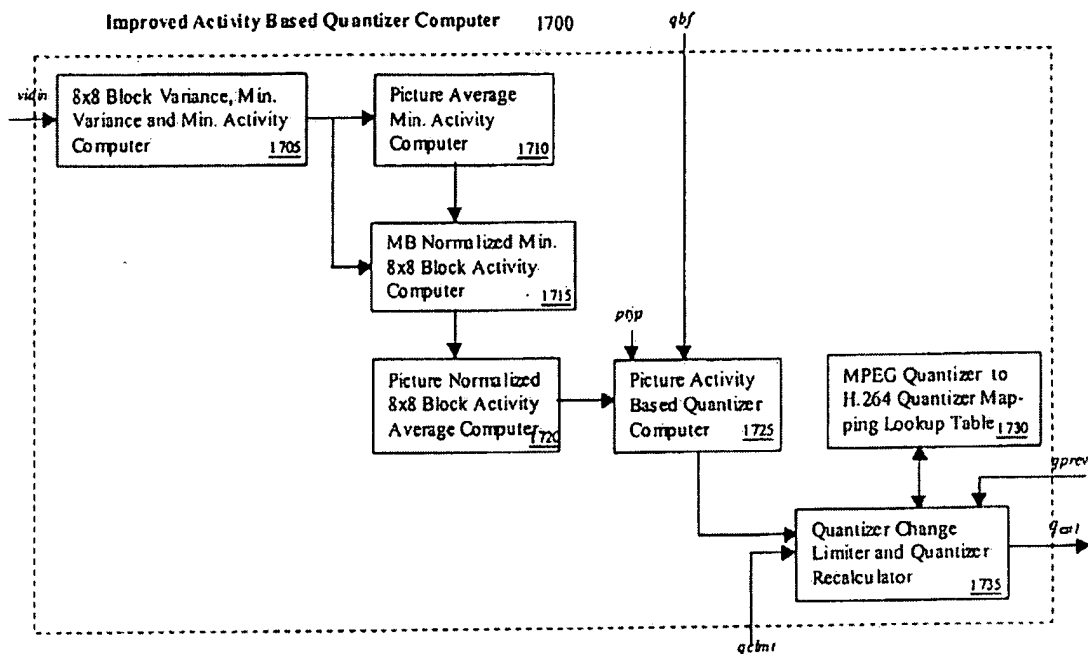 Improved Activity Based Quantizer Computer 1700
qbf
vidin
8x8 Block Variance, Min.
Variance and Min. Activity
Computer 1705
Picture Average
Min. Activity
Computer 1710
MB Normalized Min.
8x8 Block Activity
Computer 1715
Picture Normalized
8x8 Block Activity
Average Computer 1720
Picture Activity
Based Quantizer
Computer 1725
MPEG Quantizer to
H.264 Quantizer Map-
ping Lookup Table 1730
qprev
Quantizer Change
Limiter and Quantizer
Recalculator 1735
qclmt